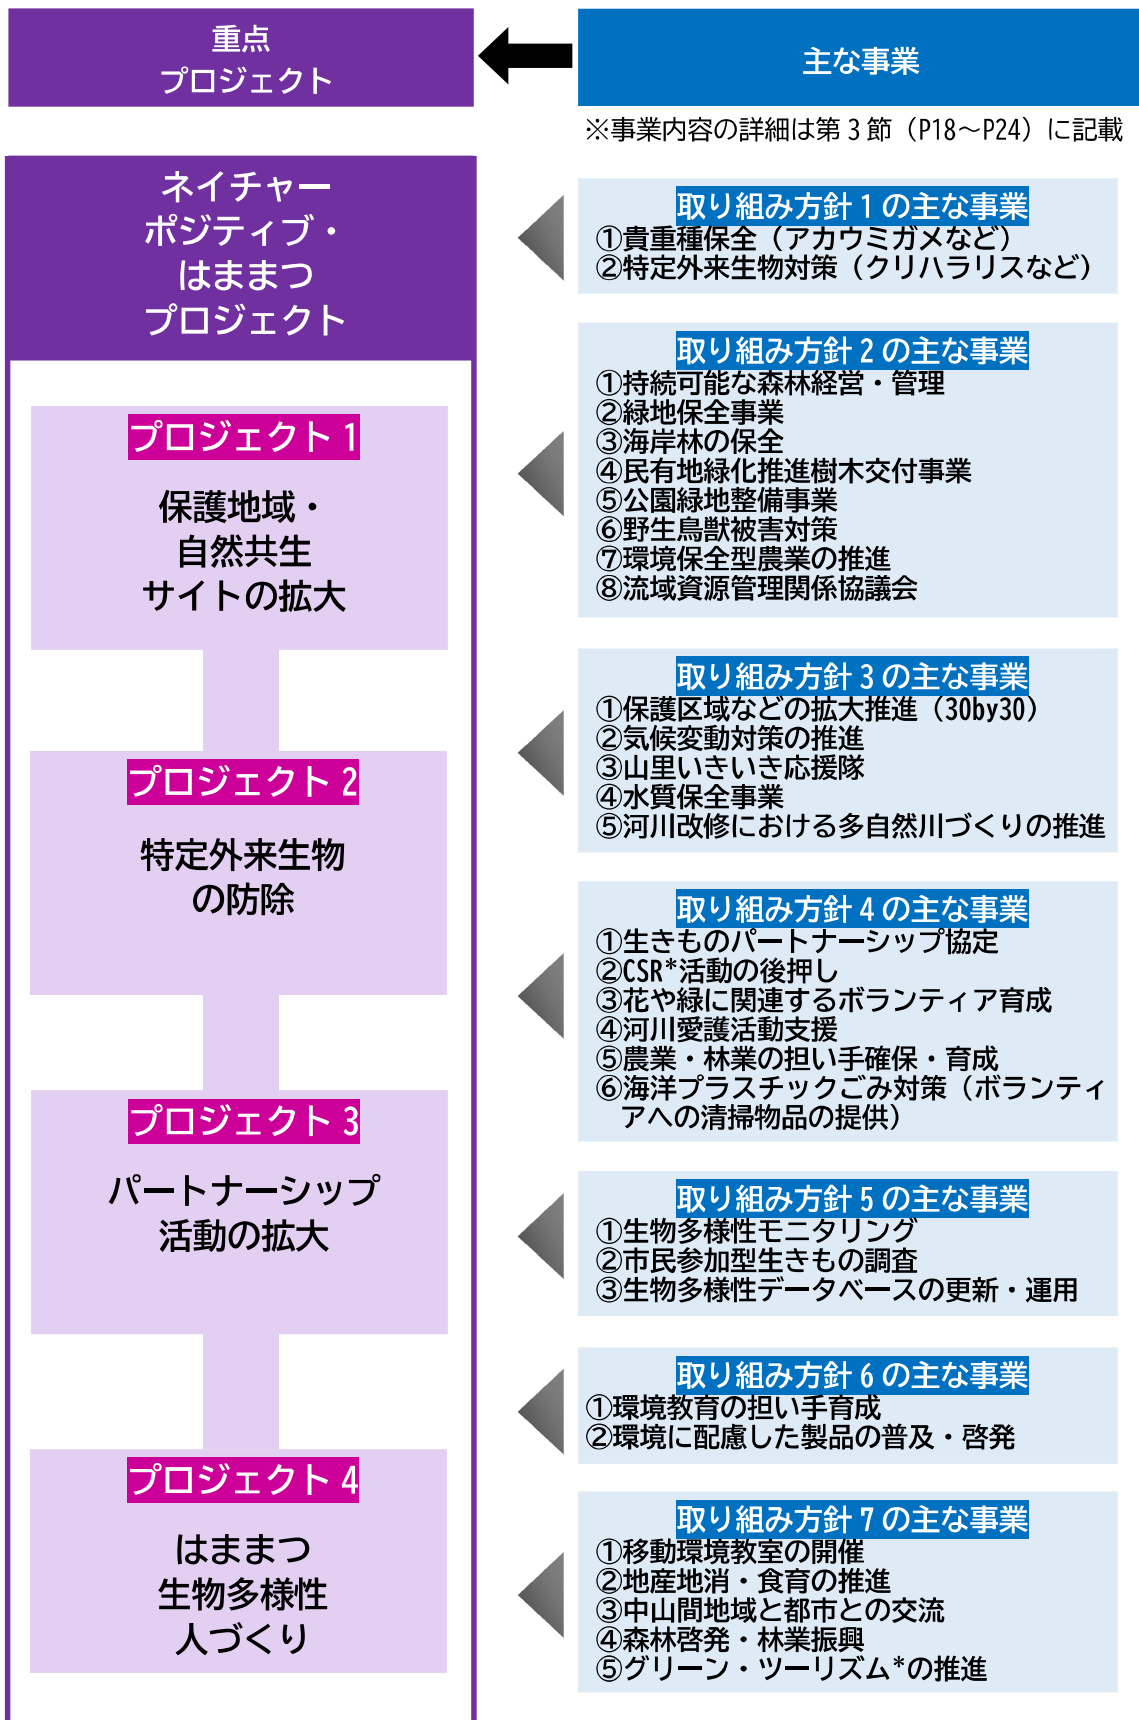 重点
プロジェクト
主な事業
※事業内容の詳細は第3節（P18～P24）に記載
ネイチャー
ポジティブ・
はままつ
プロジェクト
プロジェクト1
保護地域・
自然共生
サイトの拡大
プロジェクト2
特定外来生物
の防除
プロジェクト3
パートナーシップ
活動の拡大
プロジェクト4
はままつ
生物多様性
人づくり
取り組み方針1の主な事業
①貴重種保全（アカウミガメなど）
②特定外来生物対策（クリハラリスなど）
取り組み方針2の主な事業
①持続可能な森林経営・管理
②緑地保全事業
③海岸林の保全
④民有地緑化推進樹木交付事業
⑤公園緑地整備事業
⑥野生鳥獣被害対策
⑦環境保全型農業の推進
⑧流域資源管理関係協議会
取り組み方針3の主な事業
①保護区域などの拡大推進（30by30）
②気候変動対策の推進
③山里いきいき応援隊
④水質保全事業
⑤河川改修における多自然川づくりの推進
取り組み方針4の主な事業
①生きものパートナーシップ協定
②CSR*活動の後押し
③花や緑に関連するボランティア育成
④河川愛護活動支援
⑤農業・林業の担い手確保・育成
⑥海洋プラスチックごみ対策（ボランティ
アへの清掃物品の提供）
取り組み方針5の主な事業
①生物多様性モニタリング
②市民参加型生きもの調査
③生物多様性データベースの更新・運用
取り組み方針6の主な事業
①環境教育の担い手育成
②環境に配慮した製品の普及・啓発
取り組み方針7の主な事業
①移動環境教室の開催
②地産地消・食育の推進
③中山間地域と都市との交流
④森林啓発・林業振興
⑤グリーン・ツーリズム*の推進